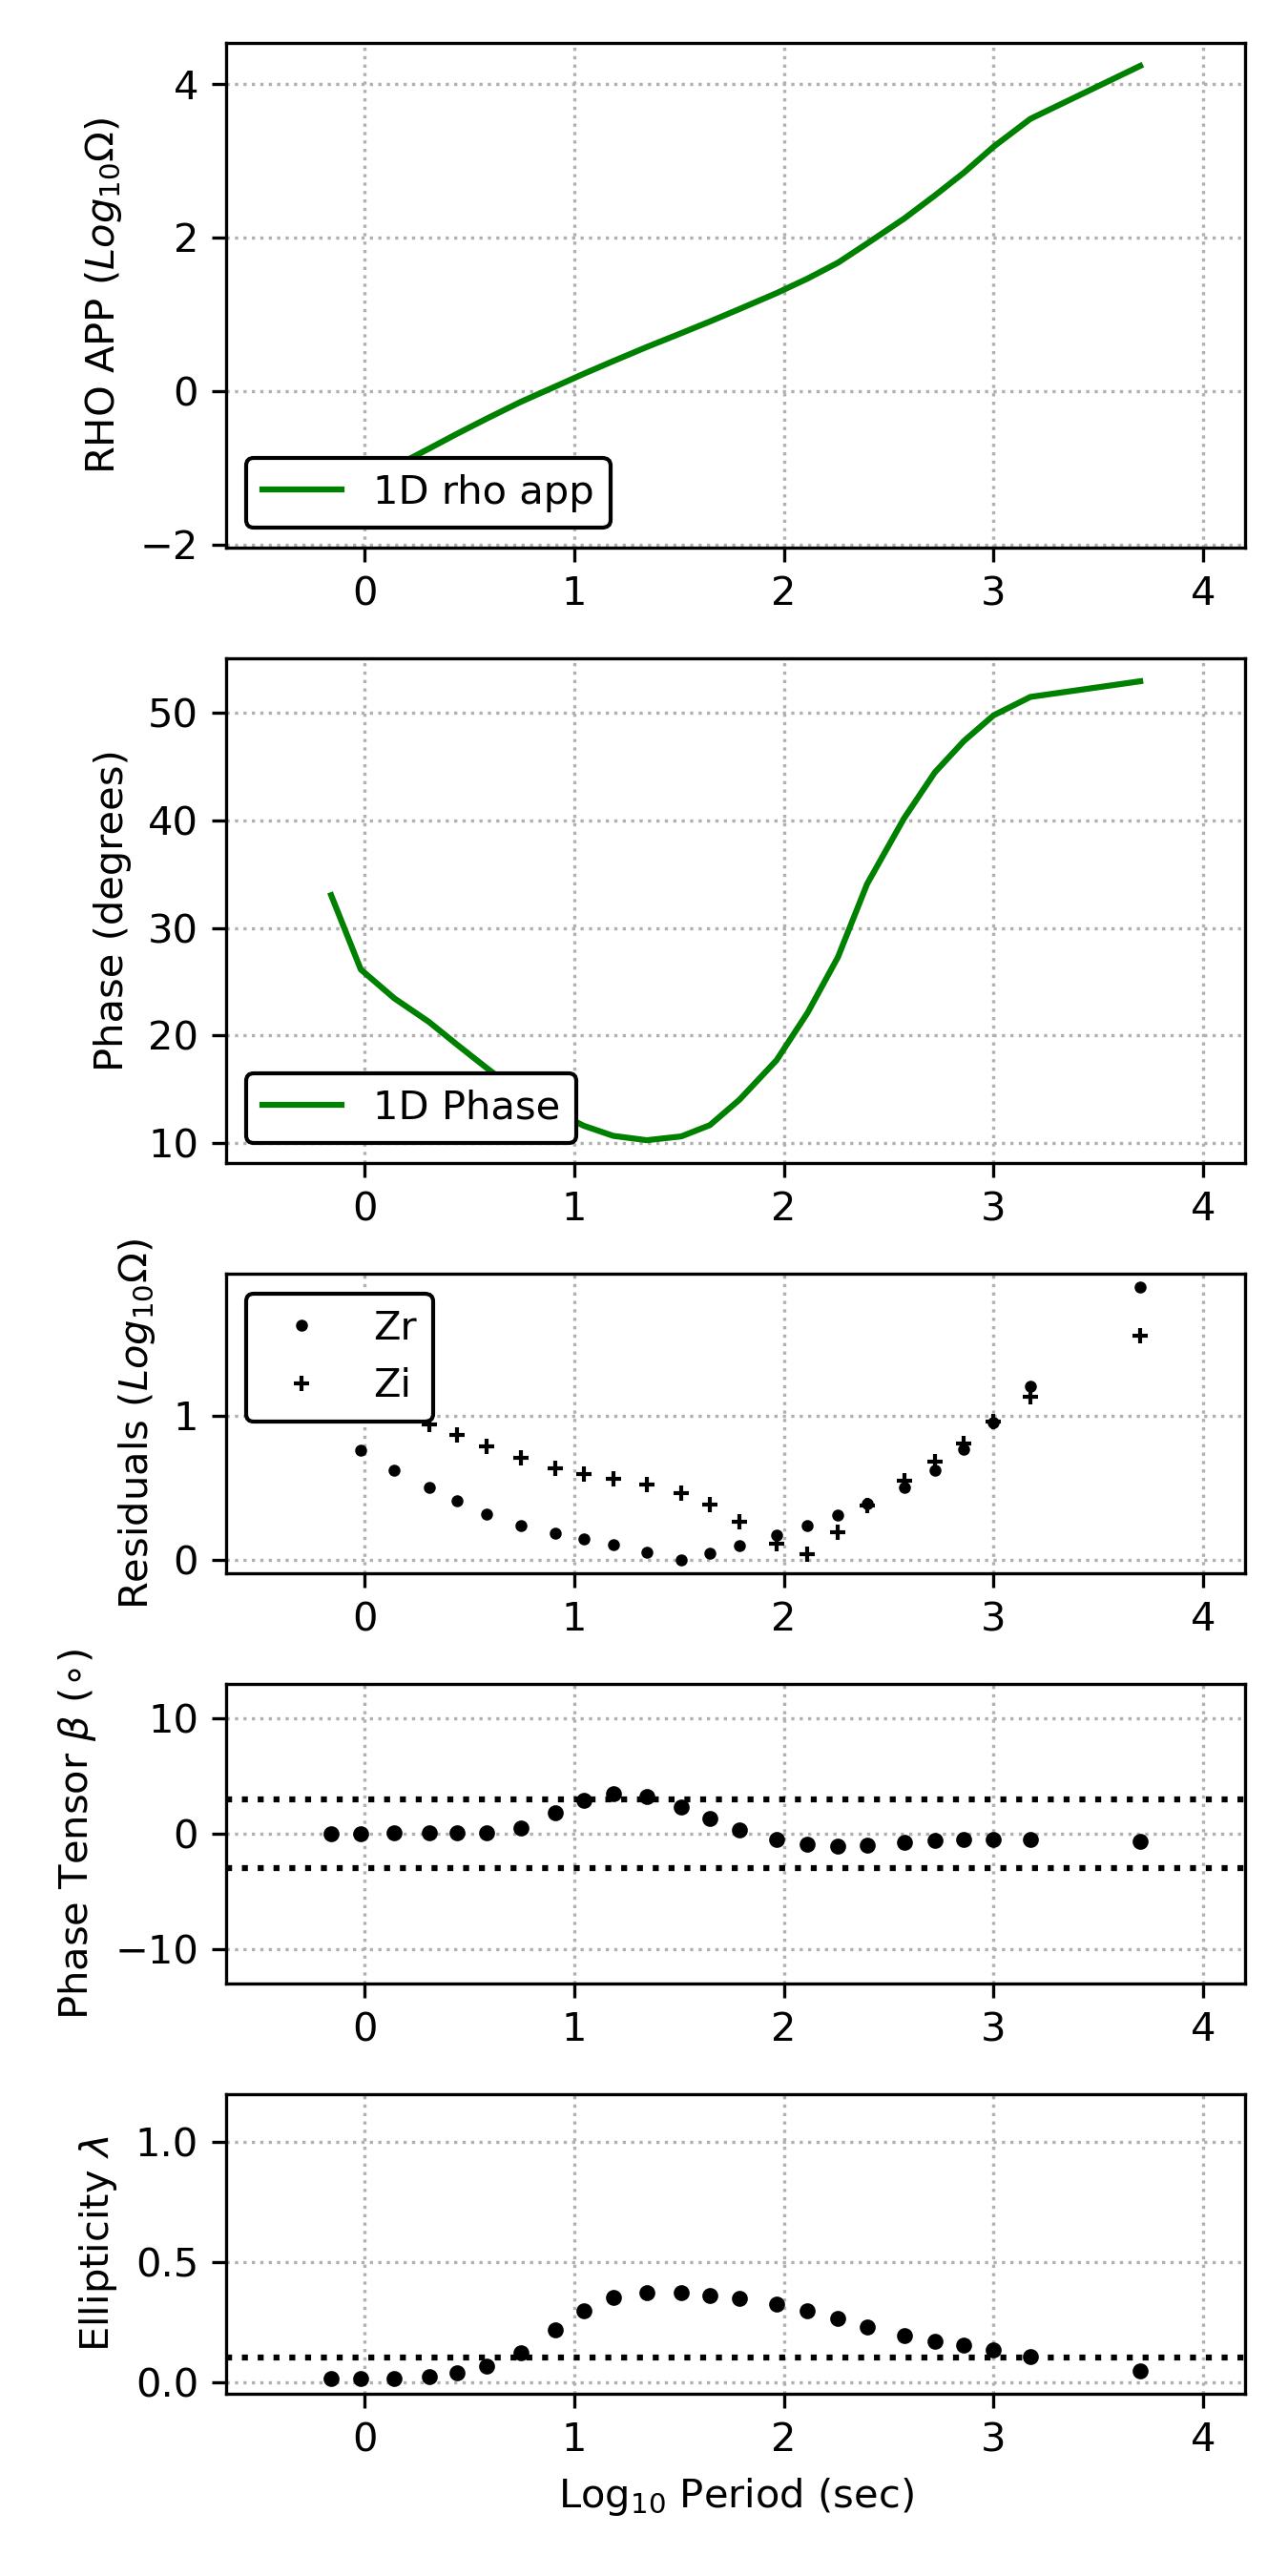 RHO APP (Log₁₀Ω)
4
2
0
−2
1D rho app
0 1 2 3 4
Phase (degrees)
50
40
30
20
10
1D Phase
0 1 2 3 4
Residuals (Log₁₀Ω)
1
0
Zr
Zi
0 1 2 3 4
Phase Tensor β (∘)
10
0
−10
0 1 2 3 4
Ellipticity λ
1.0
0.5
0.0
0 1 2 3 4
Log₁₀ Period (sec)